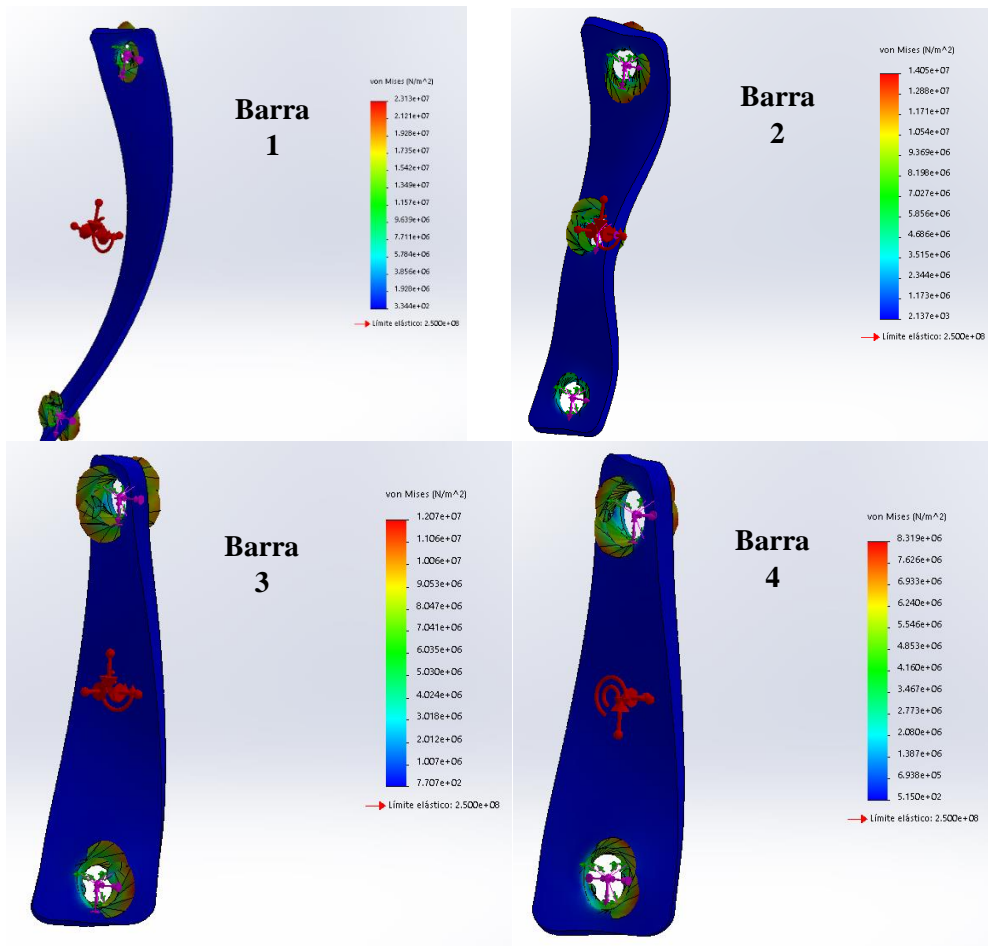 Barra
1
von Mises (N/m^2)
2.313e+07
2.121e+07
1.928e+07
1.735e+07
1.542e+07
1.349e+07
1.157e+07
9.639e+06
7.711e+06
5.784e+06
3.856e+06
1.928e+06
3.344e+02
Límite elástico: 2.500e+08
Barra
2
von Mises (N/m^2)
1.405e+07
1.288e+07
1.171e+07
1.054e+07
9.369e+06
8.198e+06
7.027e+06
5.856e+06
4.686e+06
3.515e+06
2.344e+06
1.173e+06
2.137e+03
Límite elástico: 2.500e+08
Barra
3
von Mises (N/m^2)
1.207e+07
1.106e+07
1.006e+07
9.053e+06
8.047e+06
7.041e+06
6.035e+06
5.030e+06
4.024e+06
3.018e+06
2.012e+06
1.007e+06
7.707e+02
Límite elástico: 2.500e+08
Barra
4
von Mises (N/m^2)
8.319e+06
7.626e+06
6.933e+06
6.240e+06
5.546e+06
4.853e+06
4.160e+06
3.467e+06
2.773e+06
2.080e+06
1.387e+06
6.938e+05
5.150e+02
Límite elástico: 2.500e+08